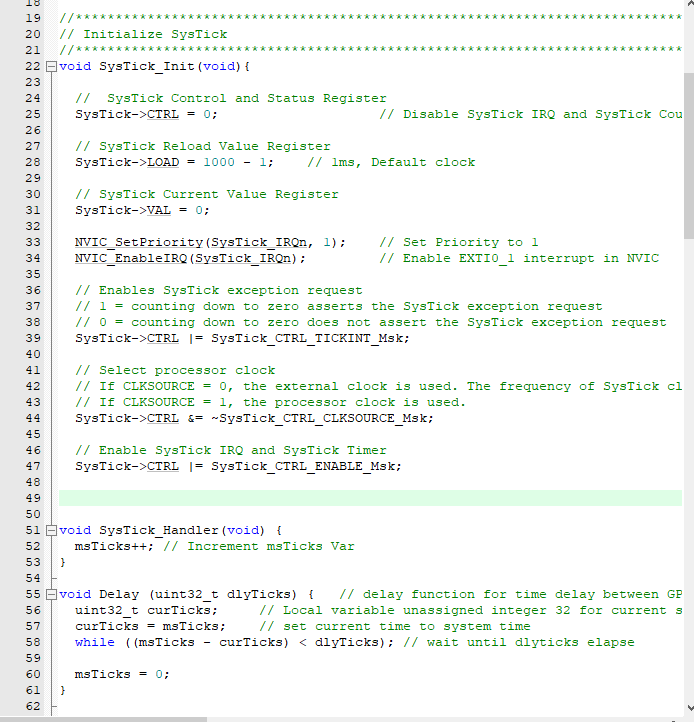 18
19 //****************************************************************************
20 // Initialize SysTick
21 //****************************************************************************
22 void SysTick_Init(void){
23
24 //  SysTick Control and Status Register
25 SysTick->CTRL = 0; // Disable SysTick IRQ and SysTick Cou
26
27 // SysTick Reload Value Register
28 SysTick->LOAD = 1000 - 1; // 1ms, Default clock
29
30 // SysTick Current Value Register
31 SysTick->VAL = 0;
32
33 NVIC_SetPriority(SysTick_IRQn, 1); // Set Priority to 1
34 NVIC_EnableIRQ(SysTick_IRQn); // Enable EXTI0_1 interrupt in NVIC
35
36 // Enables SysTick exception request
37 // 1 = counting down to zero asserts the SysTick exception request
38 // 0 = counting down to zero does not assert the SysTick exception request
39 SysTick->CTRL |= SysTick_CTRL_TICKINT_Msk;
40
41 // Select processor clock
42 // If CLKSOURCE = 0, the external clock is used. The frequency of SysTick cl
43 // If CLKSOURCE = 1, the processor clock is used.
44 SysTick->CTRL &= ~SysTick_CTRL_CLKSOURCE_Msk;
45
46 // Enable SysTick IRQ and SysTick Timer
47 SysTick->CTRL |= SysTick_CTRL_ENABLE_Msk;
48
49
50
51 void SysTick_Handler(void) {
52 msTicks++; // Increment msTicks Var
53 }
54
55 void Delay (uint32_t dlyTicks) { // delay function for time delay between GP
56 uint32_t curTicks; // Local variable unassigned integer 32 for current s
57 curTicks = msTicks; // set current time to system time
58 while ((msTicks - curTicks) < dlyTicks); // wait until dlyticks elapse
59
60 msTicks = 0;
61 }
62